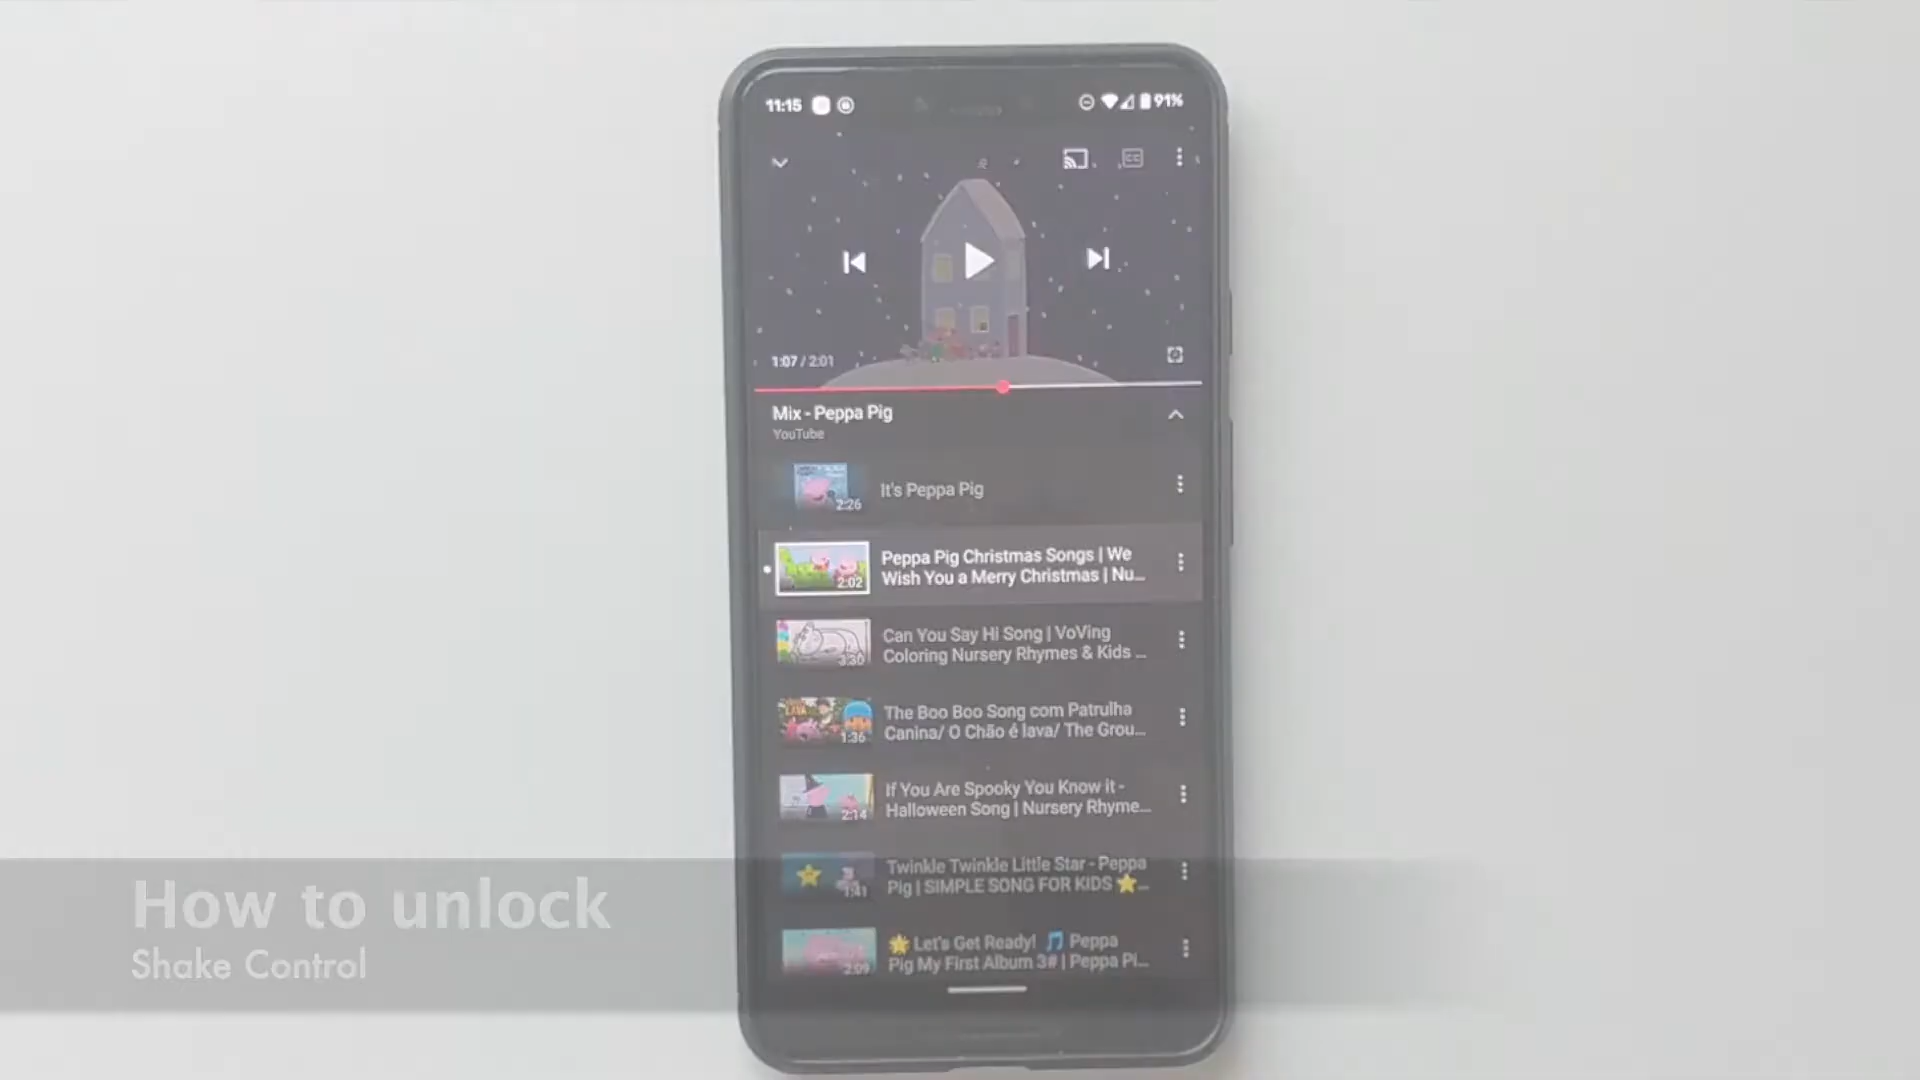 11:15
91%
CC
1:07 / 2:01
Mix - Peppa Pig
YouTube
2:26
It's Peppa Pig
2:02
Peppa Pig Christmas Songs | We
Wish You a Merry Christmas | Nu...
3:30
Can You Say Hi Song | VoVing
Coloring Nursery Rhymes & Kids ...
1:36
The Boo Boo Song com Patrulha
Canina/ O Chão é lava/ The Grou...
2:14
If You Are Spooky You Know it -
Halloween Song | Nursery Rhyme...
1:41
Twinkle Twinkle Little Star - Peppa
Pig | SIMPLE SONG FOR KIDS ⭐...
2:09
🌟 Let's Get Ready! 🎵 Peppa
Pig My First Album 3# | Peppa Pi...
How to unlock
Shake Control